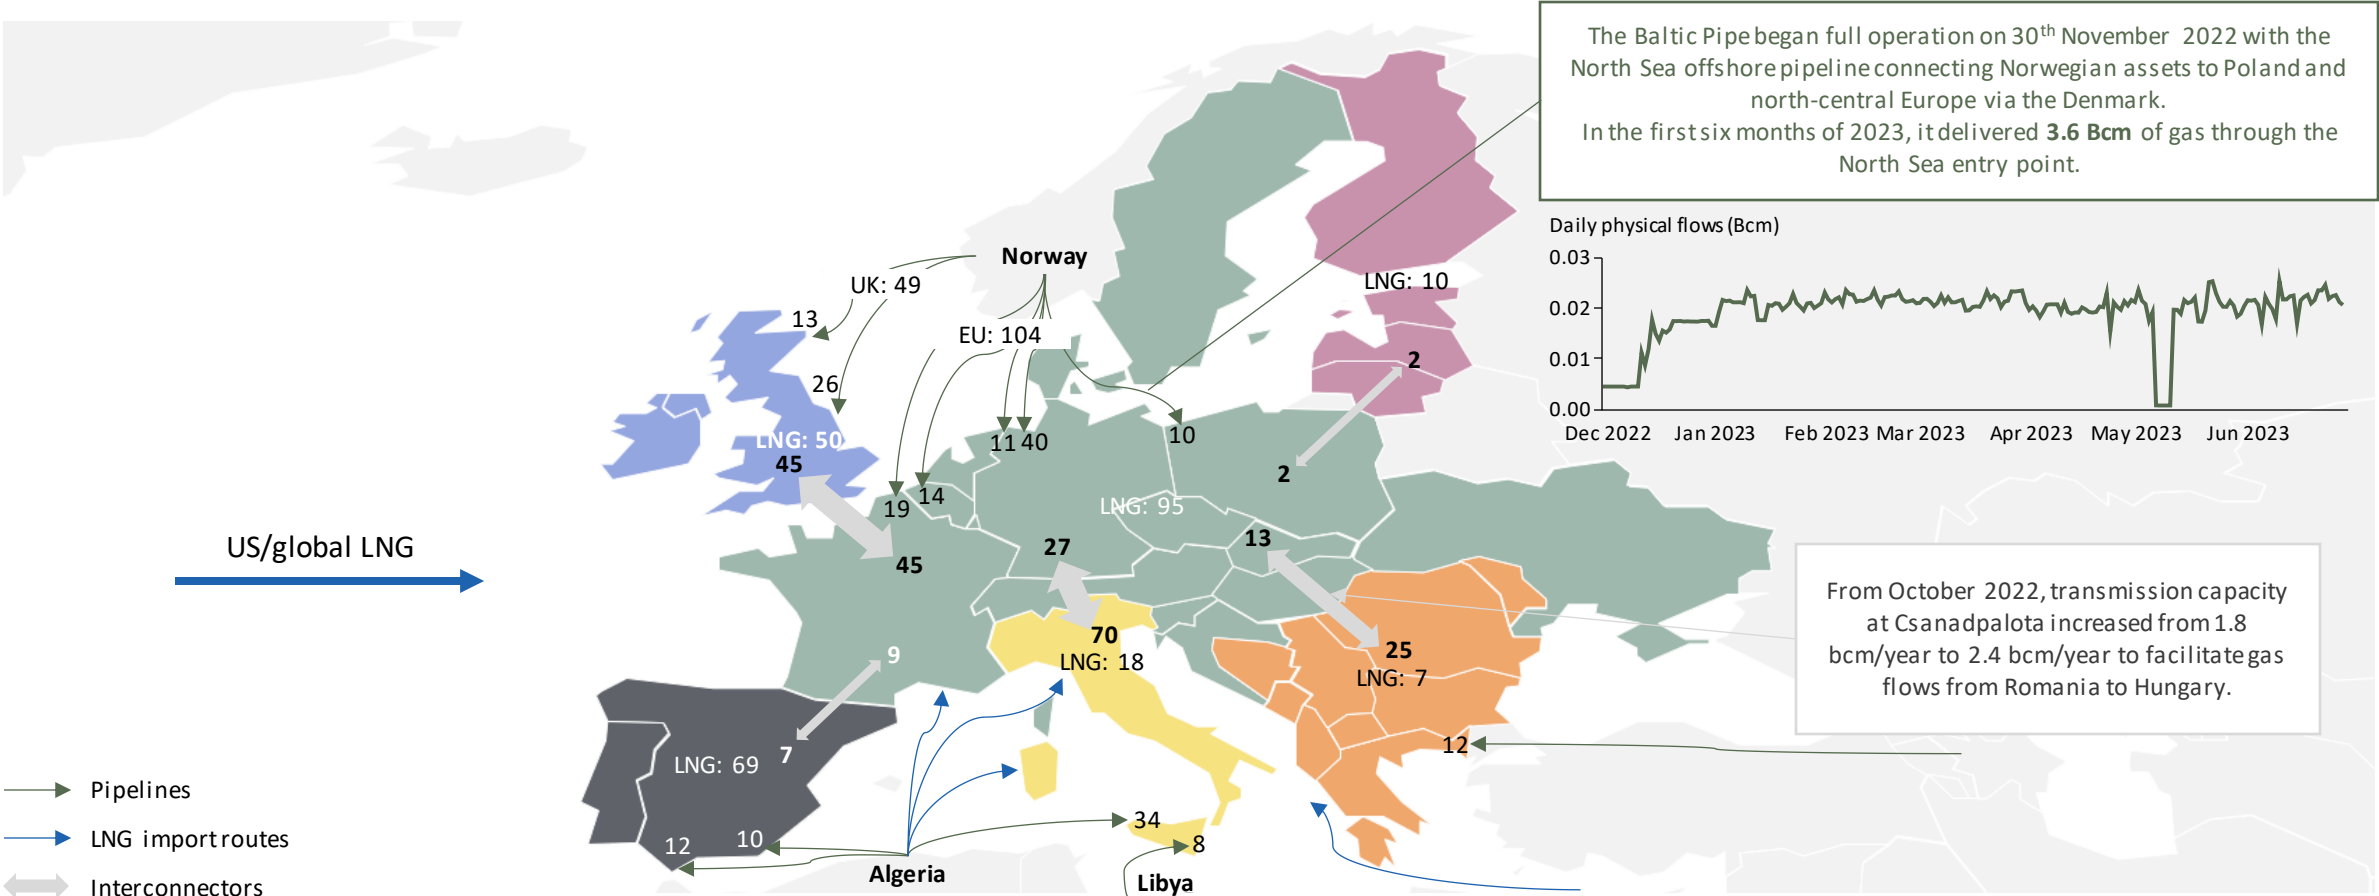 The Baltic Pipe began full operation on 30th November 2022 with the
North Sea offshore pipeline connecting Norwegian assets to Poland and
north-central Europe via the Denmark.
In the first six months of 2023, it delivered 3.6 Bcm of gas through the
North Sea entry point.
Daily physical flows (Bcm)
0.03
0.02
0.01
0.00
Dec 2022 Jan 2023 Feb 2023 Mar 2023 Apr 2023 May 2023 Jun 2023
Norway
UK: 49
LNG: 10
13
EU: 104
2
26
11 40
10
LNG: 50
45
2
14
19
LNG: 95
13
27
45
US/global LNG
From October 2022, transmission capacity
at Csanadpalota increased from 1.8
bcm/year to 2.4 bcm/year to facilitate gas
flows from Romania to Hungary.
70
LNG: 18
9
25
LNG: 7
12
7
LNG: 69
Pipelines
LNG import routes
Interconnectors
12
10
34
8
Algeria
Libya